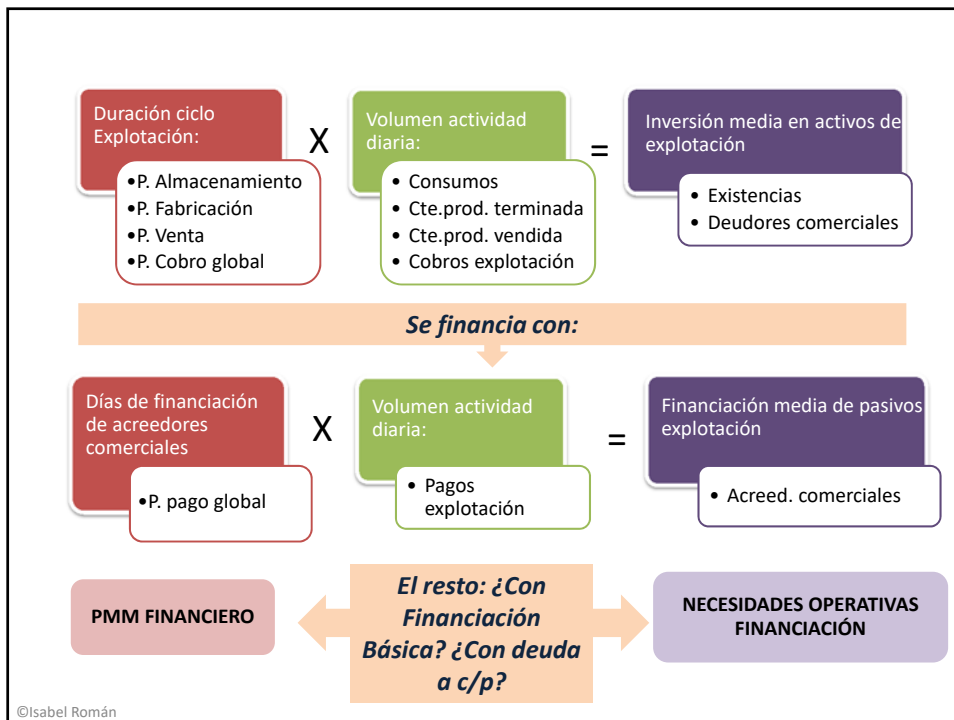 Duración ciclo
Explotación:
•P. Almacenamiento
•P. Fabricación
•P. Venta
•P. Cobro global
X
Volumen actividad
diaria:
• Consumos
• Cte.prod. terminada
• Cte.prod. vendida
• Cobros explotación
=
Inversión media en activos de
explotación
• Existencias
• Deudores comerciales
Se financia con:
Días de financiación
de acreedores
comerciales
•P. pago global
X
Volumen actividad
diaria:
• Pagos
explotación
=
Financiación media de pasivos
explotación
• Acreed. comerciales
PMM FINANCIERO
El resto: ¿Con
Financiación
Básica? ¿Con deuda
a c/p?
NECESIDADES OPERATIVAS
FINANCIACIÓN
©Isabel Román